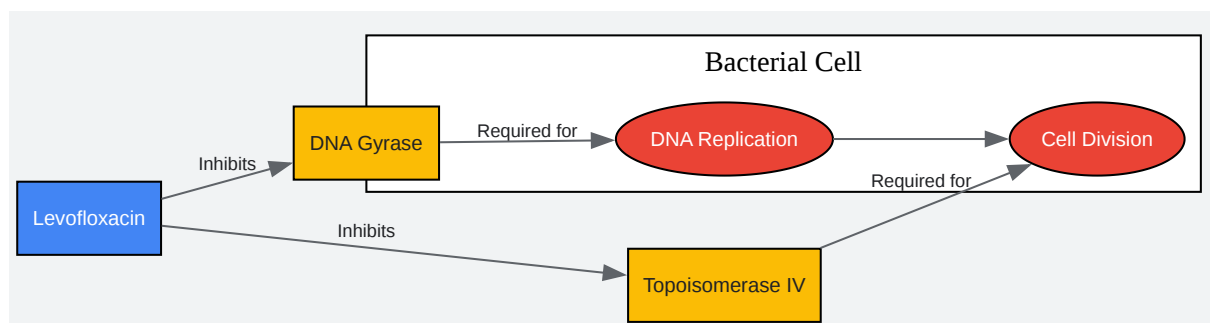 Bacterial Cell
DNA Gyrase
Required for
DNA Replication
Cell Division
Inhibits
Levofloxacin
Required for
Inhibits
Topoisomerase IV